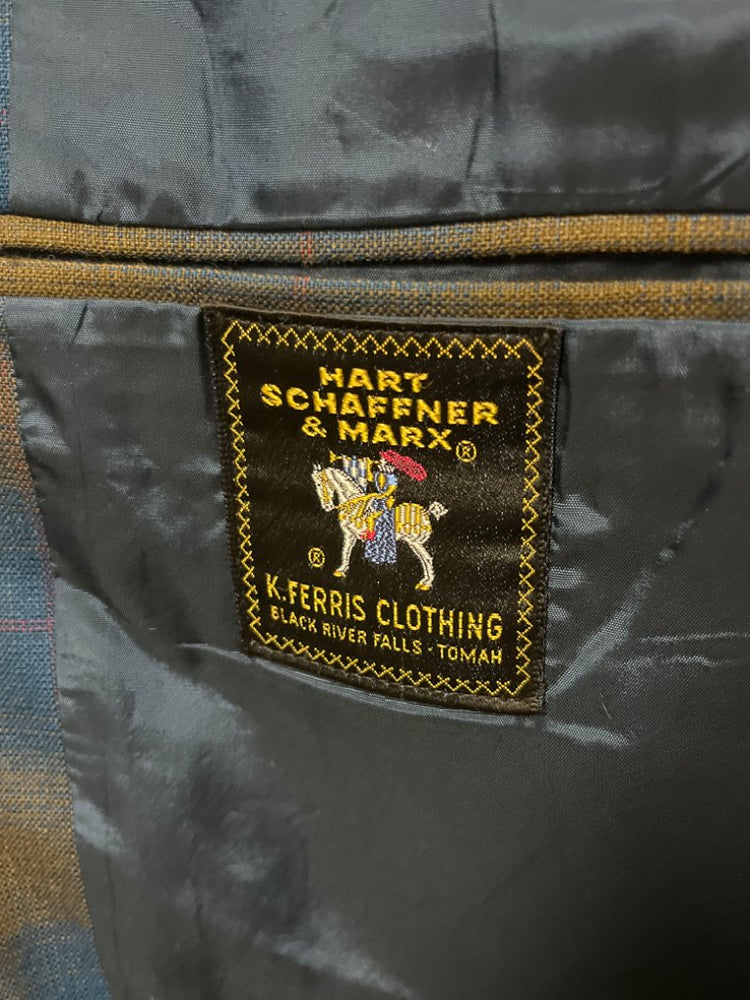 HART
SCHAFFNER
& MARX®
®
K.FERRIS CLOTHING
BLACK RIVER FALLS - TOMAH